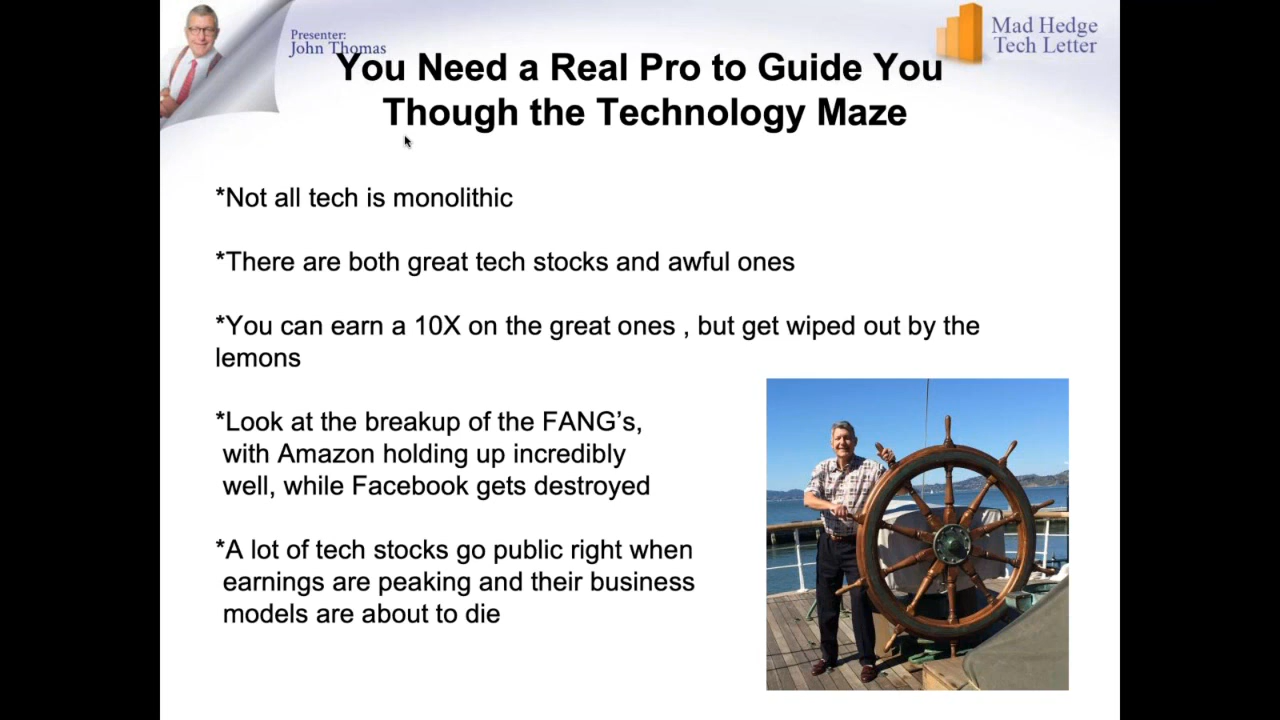 Presenter:
John Thomas
Mad Hedge
Tech Letter
You Need a Real Pro to Guide You
Though the Technology Maze
*Not all tech is monolithic
*There are both great tech stocks and awful ones
*You can earn a 10X on the great ones , but get wiped out by the
lemons
*Look at the breakup of the FANG’s,
with Amazon holding up incredibly
well, while Facebook gets destroyed
*A lot of tech stocks go public right when
earnings are peaking and their business
models are about to die